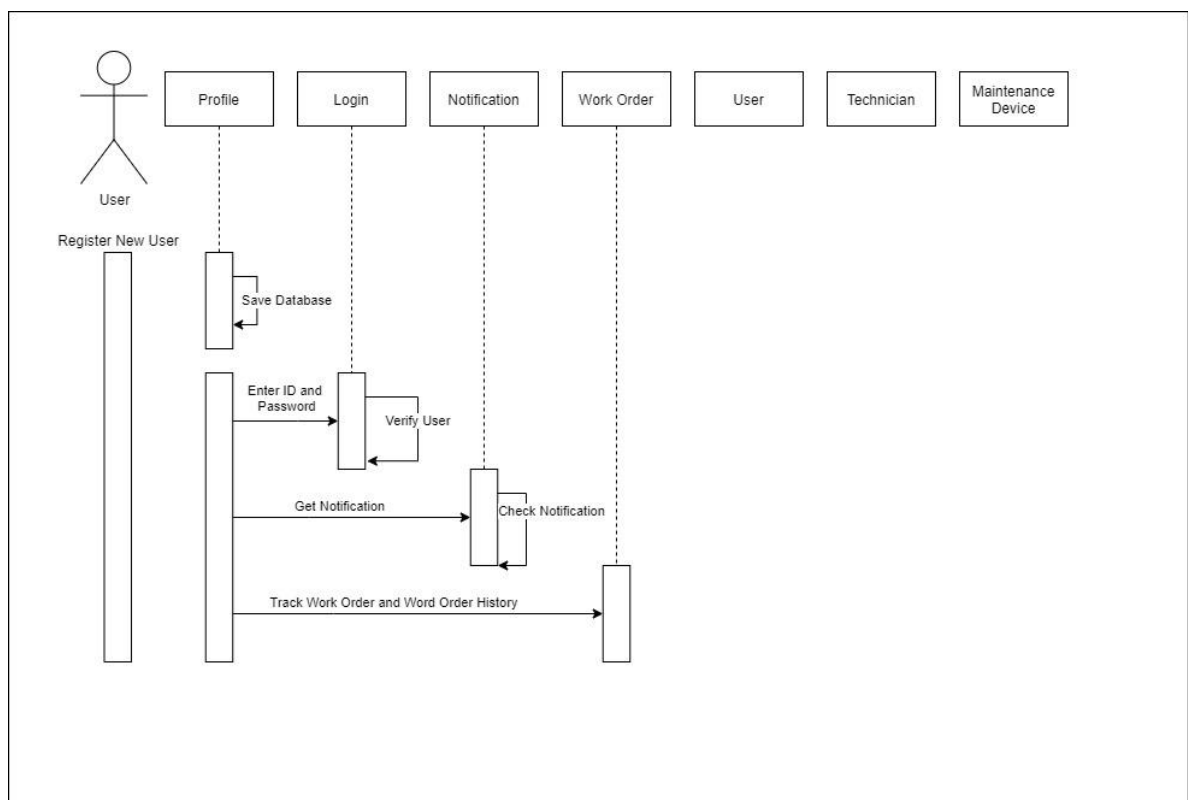 Profile
Login
Notification
Work Order
User
Technician
Maintenance
Device
User
Register New User
Save Database
Enter ID and
Password
Verify User
Get Notification
Check Notification
Track Work Order and Word Order History